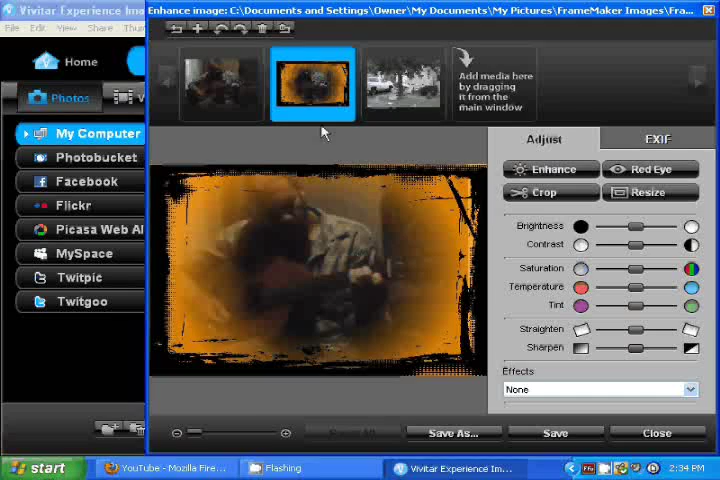 Vivitar Experience Ima
Enhance image: C:\Documents and Settings\Owner\My Documents\My Pictures\FrameMaker Images\Fra...
File Edit View Share
Home
Photos
My Computer
Photobucket
Facebook
Flickr
Picasa Web Al
MySpace
Twitpic
Twitgoo
Add media here
by dragging
it from the
main window
Adjust EXIF
Enhance Red Eye
Crop Resize
Brightness
Contrast
Saturation
Temperature
Tint
Straighten
Sharpen
Effects
None
Save As... Save Close
start
YouTube - Mozilla Fire...
Flashing
Vivitar Experience Im...
2:34 PM